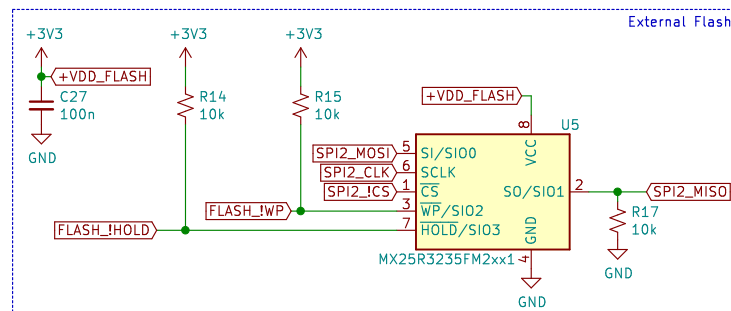 External Flash
+3V3
+3V3
+3V3
+VDD_FLASH
C27
100n
GND
R14
10k
R15
10k
+VDD_FLASH
8
VCC
U5
SPI2_MOSI
5
SI/SIO0
SPI2_CLK
6
SCLK
SPI2_!CS
1
CS
SO/SIO1
2
SPI2_MISO
FLASH_!WP
3
WP/SIO2
FLASH_!HOLD
7
HOLD/SIO3
GND
4
R17
10k
MX25R3235FM2xx1
GND
GND